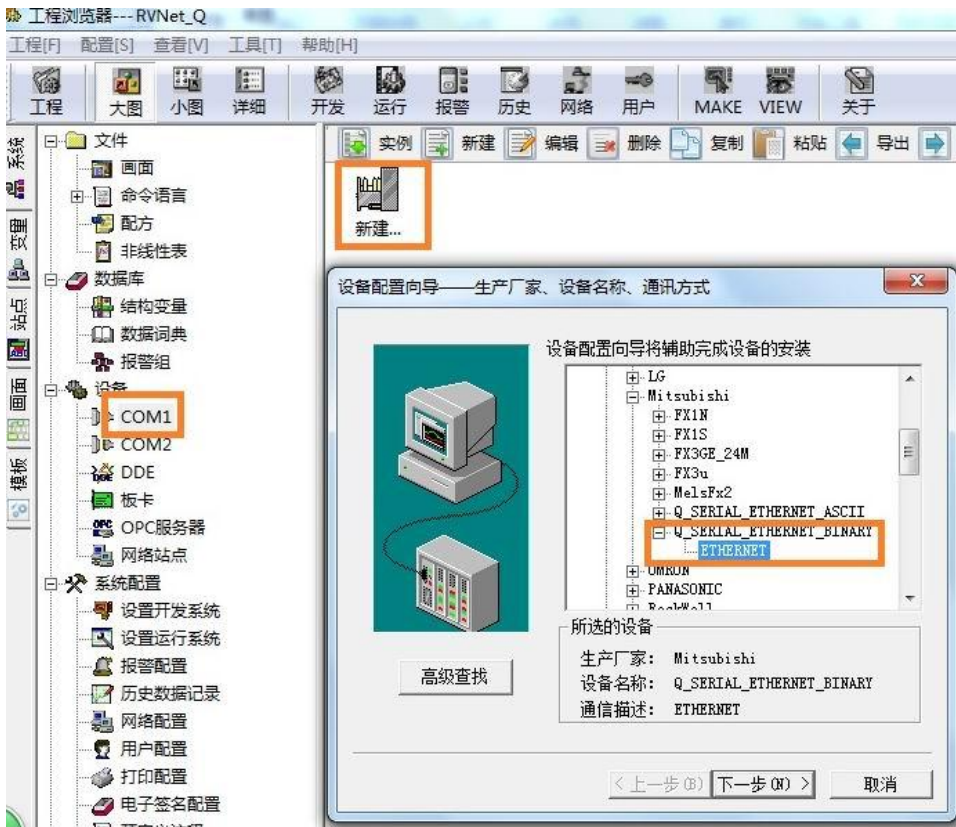 工程浏览器---RVNet_Q
工程[F] 配置[S] 查看[V] 工具[T] 帮助[H]
工程 大图 小图 详细 开发 运行 报警 历史 网络 用户 MAKE VIEW 关于
系统
变量
站点
画面
模板
文件
画面
命令语言
配方
非线性表
数据库
结构变量
数据词典
报警组
设备
COM1
COM2
DDE
板卡
OPC服务器
网络站点
系统配置
设置开发系统
设置运行系统
报警配置
历史数据记录
网络配置
用户配置
打印配置
电子签名配置
实例 新建 编辑 删除 复制 粘贴 导出
新建...
设备配置向导——生产厂家、设备名称、通讯方式
设备配置向导将辅助完成设备的安装
LG
Mitsubishi
FX1N
FX1S
FX3GE_24M
FX3u
MelsFx2
Q_SERIAL_ETHERNET_ASCII
Q_SERIAL_ETHERNET_BINARY
ETHERNET
OMRON
PANASONIC
RockWell
所选的设备
生产厂家: Mitsubishi
设备名称: Q_SERIAL_ETHERNET_BINARY
通信描述: ETHERNET
高级查找
< 上一步(B) 下一步(N) > 取消